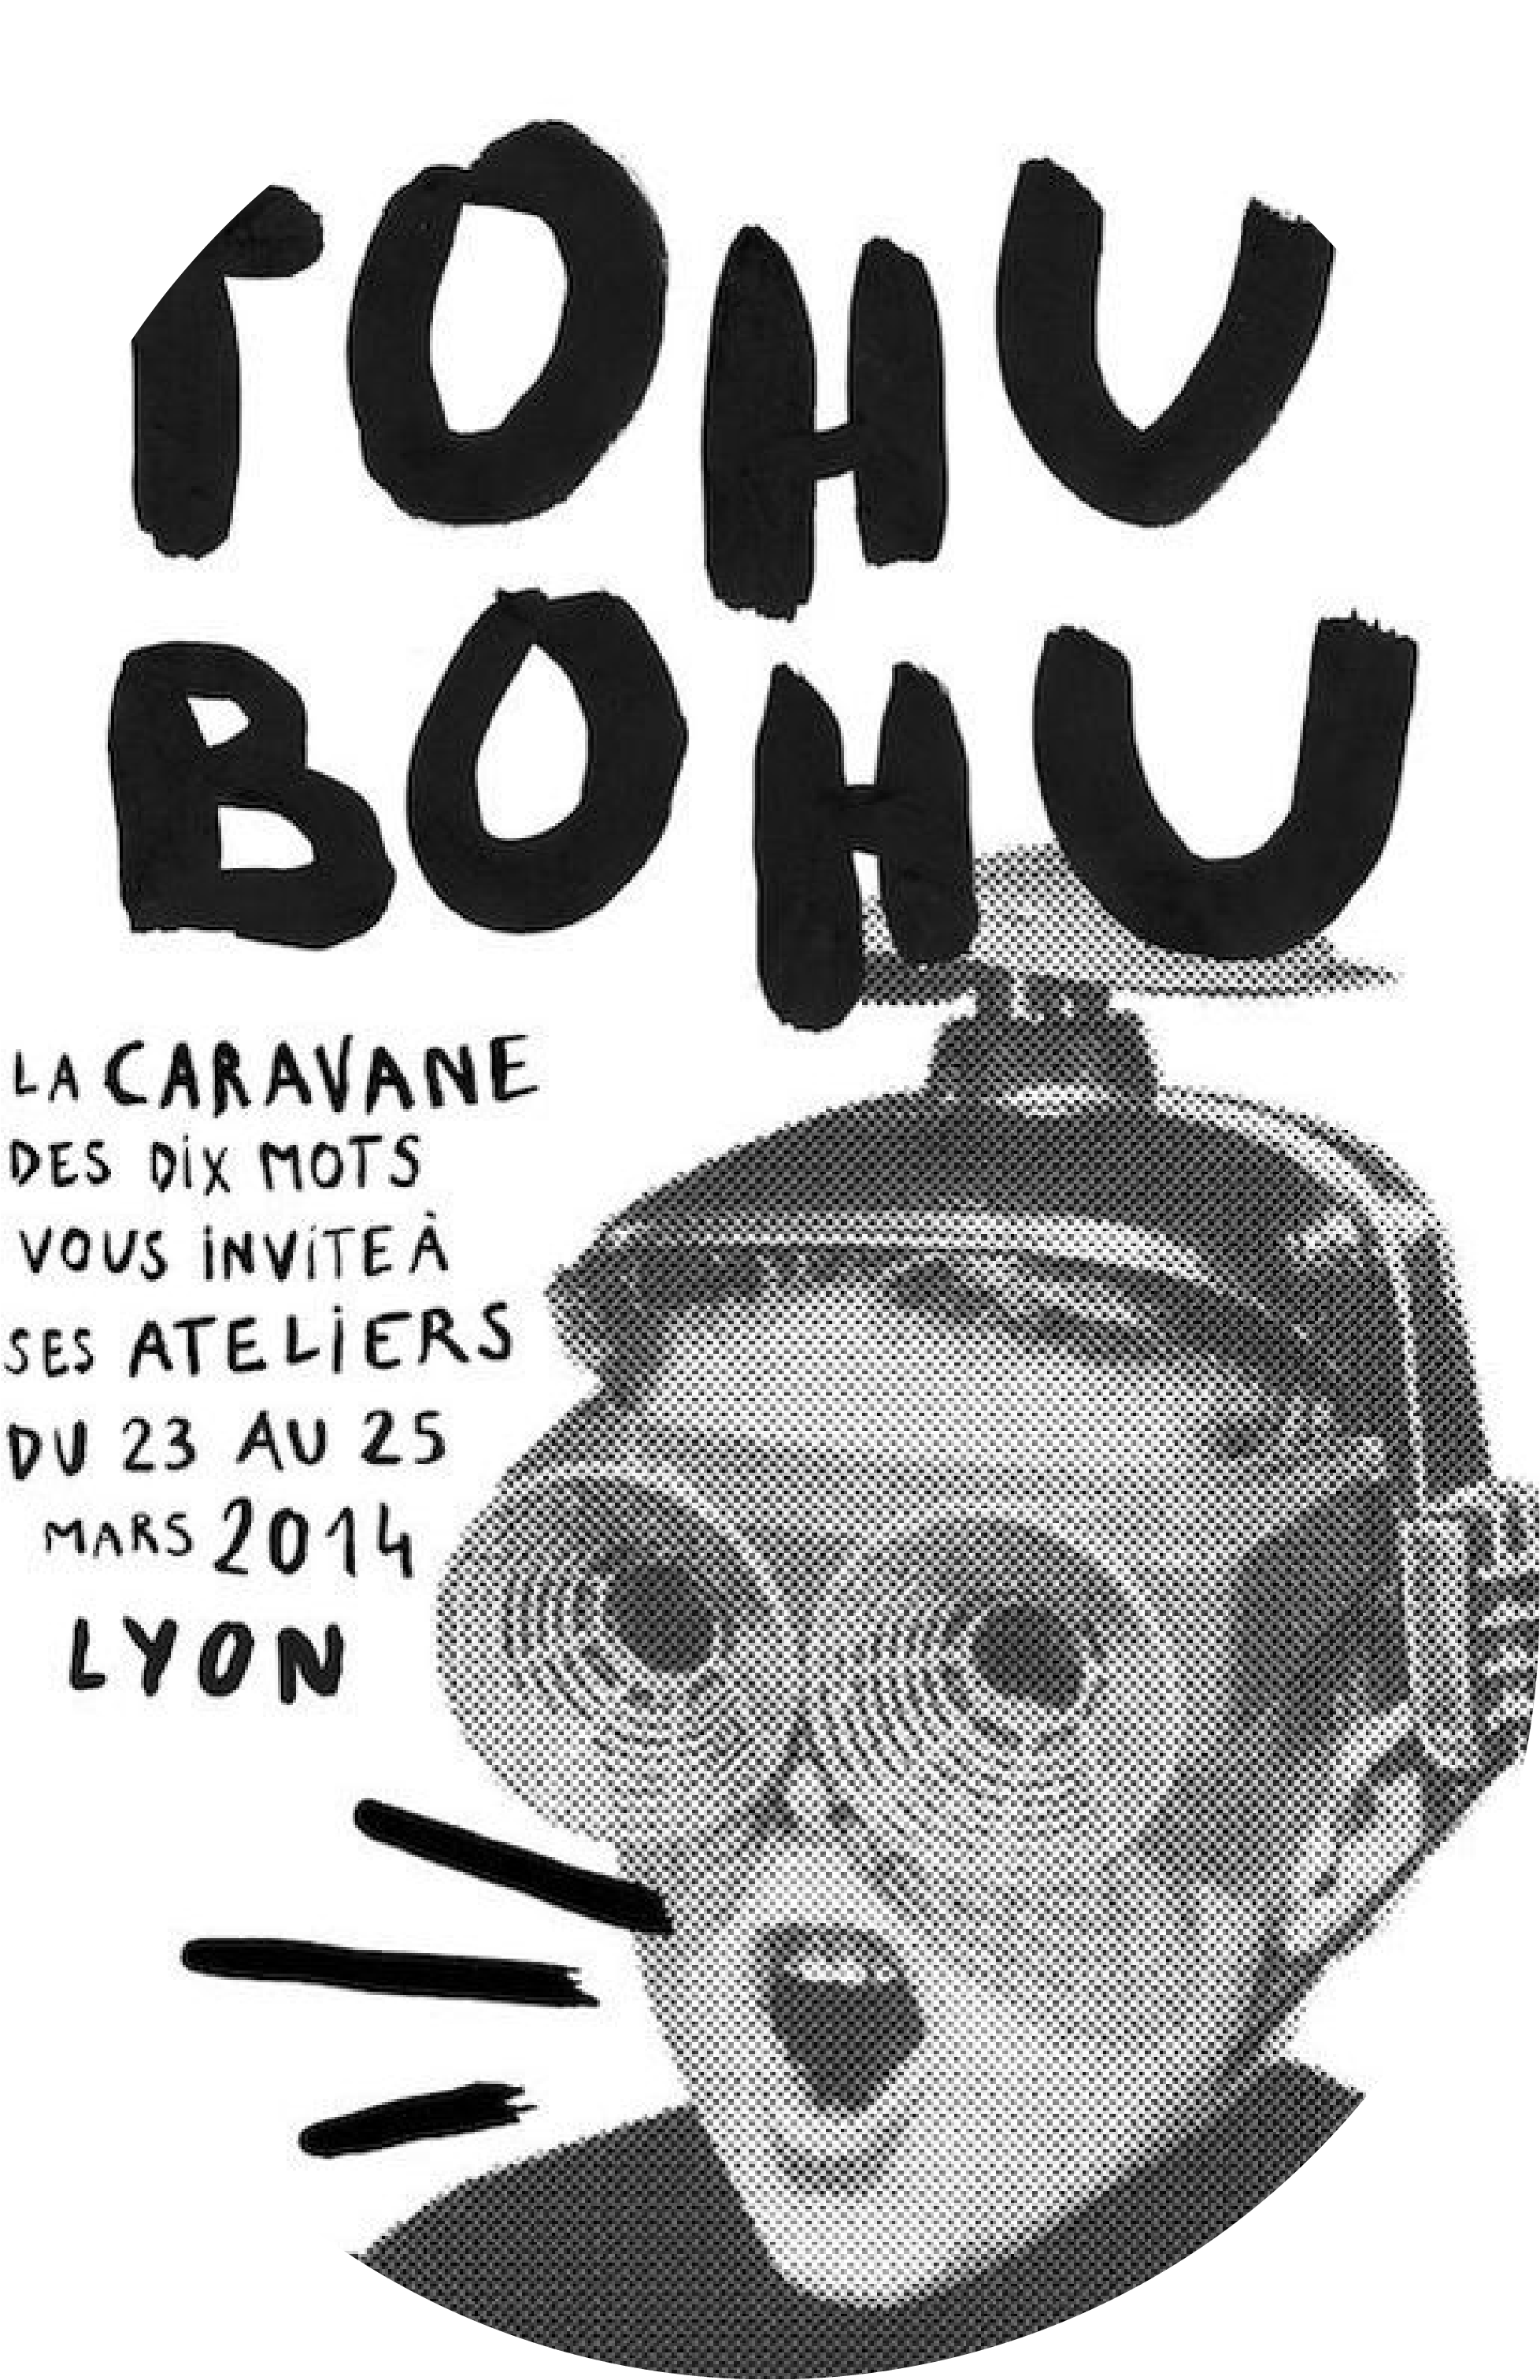 TOHU
BOHU
LA CARAVANE
DES DiX MOTS
VOUS iNViTE À
SES ATELiERS
DU 23 AU 25
MARS 2014
LYON